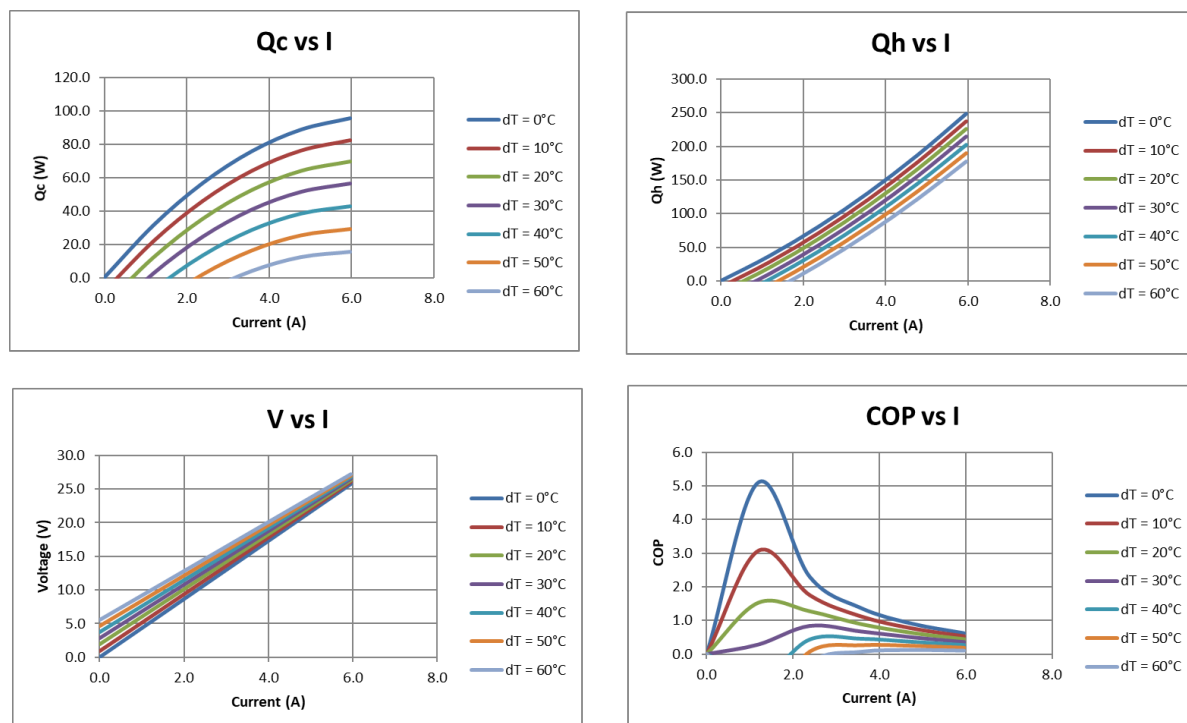 Qc vs I
120.0
100.0
80.0
60.0
40.0
20.0
0.0
Qc (W)
0.0 2.0 4.0 6.0 8.0
Current (A)
dT = 0°C
dT = 10°C
dT = 20°C
dT = 30°C
dT = 40°C
dT = 50°C
dT = 60°C
Qh vs I
300.0
250.0
200.0
150.0
100.0
50.0
0.0
Qh (W)
0.0 2.0 4.0 6.0 8.0
Current (A)
dT = 0°C
dT = 10°C
dT = 20°C
dT = 30°C
dT = 40°C
dT = 50°C
dT = 60°C
V vs I
30.0
25.0
20.0
15.0
10.0
5.0
0.0
Voltage (V)
0.0 2.0 4.0 6.0 8.0
Current (A)
dT = 0°C
dT = 10°C
dT = 20°C
dT = 30°C
dT = 40°C
dT = 50°C
dT = 60°C
COP vs I
6.0
5.0
4.0
3.0
2.0
1.0
0.0
COP
0.0 2.0 4.0 6.0 8.0
Current (A)
dT = 0°C
dT = 10°C
dT = 20°C
dT = 30°C
dT = 40°C
dT = 50°C
dT = 60°C